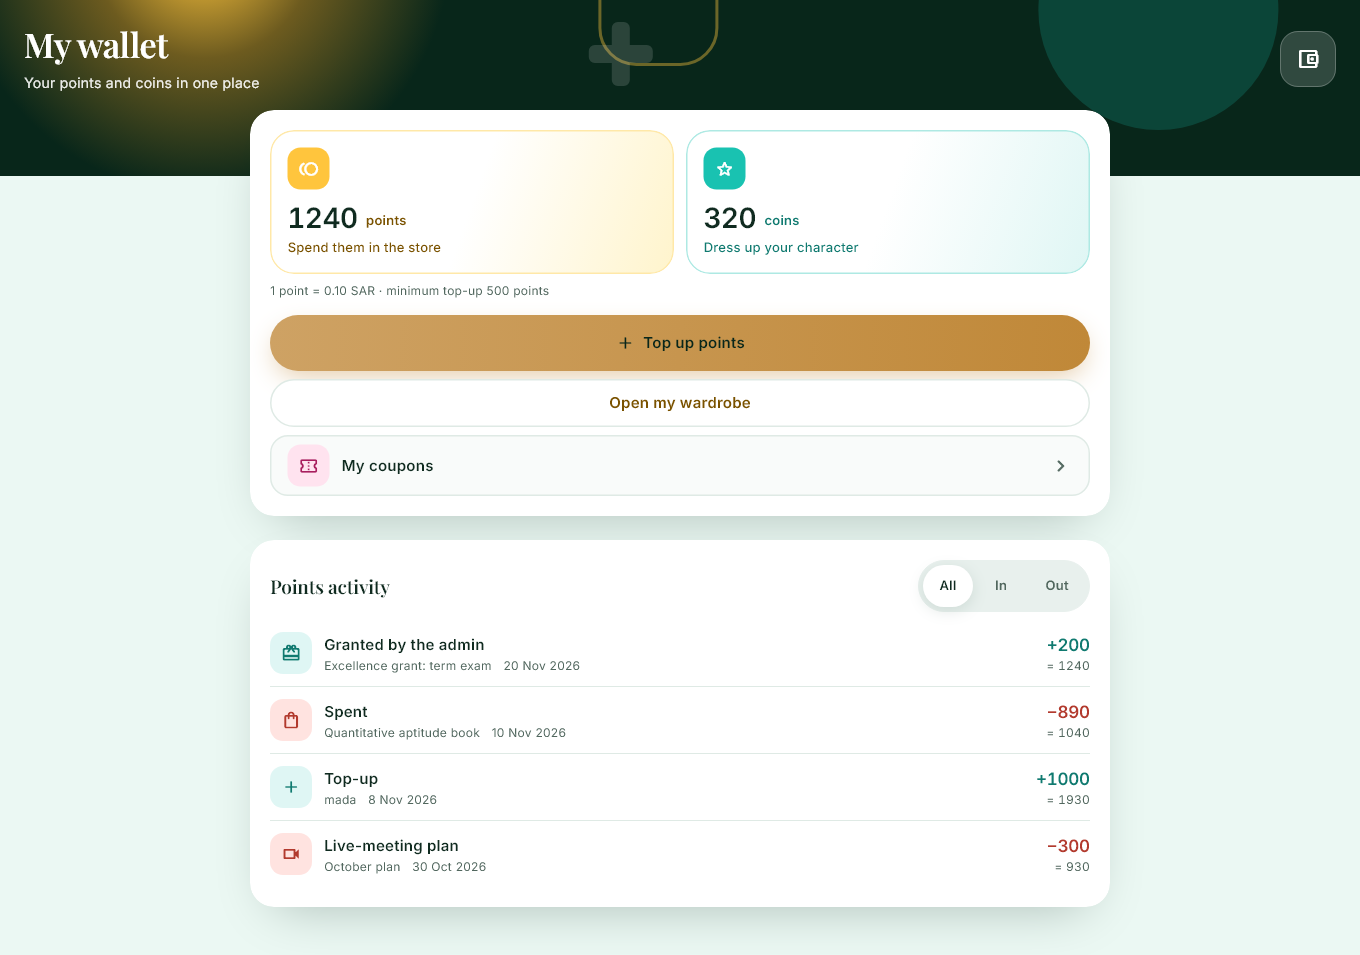 My wallet
Your points and coins in one place
1240 points
Spend them in the store
320 coins
Dress up your character
1 point = 0.10 SAR · minimum top-up 500 points
Top up points
Open my wardrobe
My coupons
Points activity
All In Out
Granted by the admin +200
Excellence grant: term exam 20 Nov 2026 = 1240
Spent −890
Quantitative aptitude book 10 Nov 2026 = 1040
Top-up +1000
mada 8 Nov 2026 = 1930
Live-meeting plan −300
October plan 30 Oct 2026 = 930